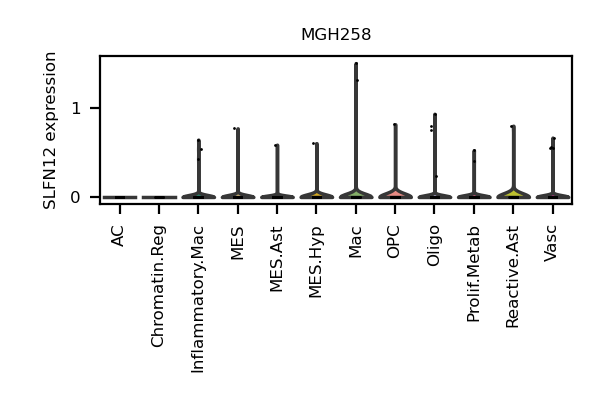 MGH258
SLFN12 expression
1
0
AC
Chromatin.Reg
Inflammatory.Mac
MES
MES.Ast
MES.Hyp
Mac
OPC
Oligo
Prolif.Metab
Reactive.Ast
Vasc